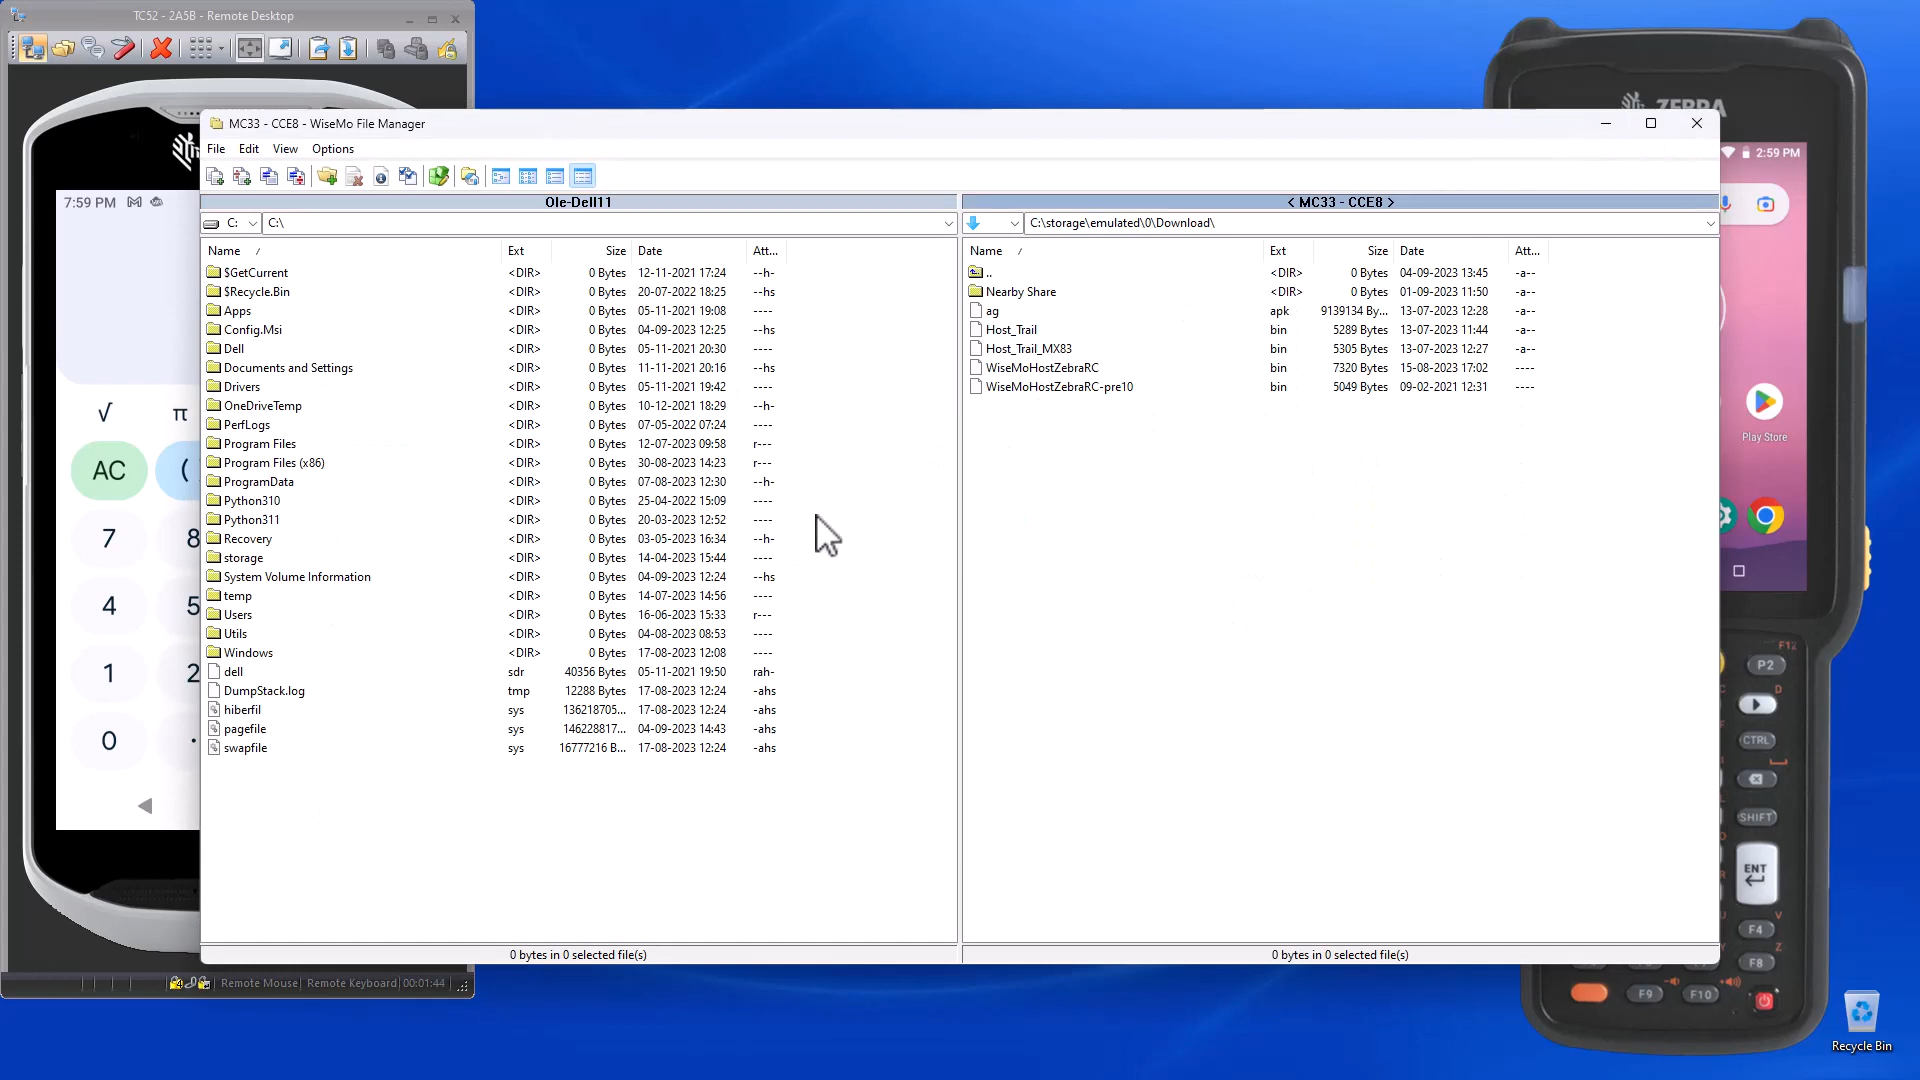 TC52 - 2A5B - Remote Desktop
ZEBRA
MC33 - CCE8 - WiseMo File Manager
File Edit View Options
Ole-Dell11
< MC33 - CCE8 >
C: C:\
C:\storage\emulated\0\Download\
Name / Ext Size Date Att...
$GetCurrent <DIR> 0 Bytes 12-11-2021 17:24 --h-
$Recycle.Bin <DIR> 0 Bytes 20-07-2022 18:25 --hs
Apps <DIR> 0 Bytes 05-11-2021 19:08 ----
Config.Msi <DIR> 0 Bytes 04-09-2023 12:25 --hs
Dell <DIR> 0 Bytes 05-11-2021 20:30 ----
Documents and Settings <DIR> 0 Bytes 11-11-2021 20:16 --hs
Drivers <DIR> 0 Bytes 05-11-2021 19:42 ----
OneDriveTemp <DIR> 0 Bytes 10-12-2021 18:29 --h-
PerfLogs <DIR> 0 Bytes 07-05-2022 07:24 ----
Program Files <DIR> 0 Bytes 12-07-2023 09:58 r---
Program Files (x86) <DIR> 0 Bytes 30-08-2023 14:23 r---
ProgramData <DIR> 0 Bytes 07-08-2023 12:30 --h-
Python310 <DIR> 0 Bytes 25-04-2022 15:09 ----
Python311 <DIR> 0 Bytes 20-03-2023 12:52 ----
Recovery <DIR> 0 Bytes 03-05-2023 16:34 --h-
storage <DIR> 0 Bytes 14-04-2023 15:44 ----
System Volume Information <DIR> 0 Bytes 04-09-2023 12:24 --hs
temp <DIR> 0 Bytes 14-07-2023 14:56 ----
Users <DIR> 0 Bytes 16-06-2023 15:33 r---
Utils <DIR> 0 Bytes 04-08-2023 08:53 ----
Windows <DIR> 0 Bytes 17-08-2023 12:08 ----
dell sdr 40356 Bytes 05-11-2021 19:50 rah-
DumpStack.log tmp 12288 Bytes 17-08-2023 12:24 -ahs
hiberfil sys 136218705... 17-08-2023 12:24 -ahs
pagefile sys 146228817... 04-09-2023 14:43 -ahs
swapfile sys 16777216 B... 17-08-2023 12:24 -ahs
0 bytes in 0 selected file(s)
Name / Ext Size Date Att...
.. <DIR> 0 Bytes 04-09-2023 13:45 -a--
Nearby Share <DIR> 0 Bytes 01-09-2023 11:50 -a--
ag apk 9139134 By... 13-07-2023 12:28 -a--
Host_Trail bin 5289 Bytes 13-07-2023 11:44 -a--
Host_Trail_MX83 bin 5305 Bytes 13-07-2023 12:27 -a--
WiseMoHostZebraRC bin 7320 Bytes 15-08-2023 17:02 ----
WiseMoHostZebraRC-pre10 bin 5049 Bytes 09-02-2021 12:31 ----
0 bytes in 0 selected file(s)
7:59 PM
√ π
AC (
7 8
4 5
1 2
0 .
Remote Mouse Remote Keyboard 00:01:44
2:59 PM
Play Store
F12
P2
D
CTRL
SHIFT
ENT
V
F4
Z
F8
F9 F10
Recycle Bin